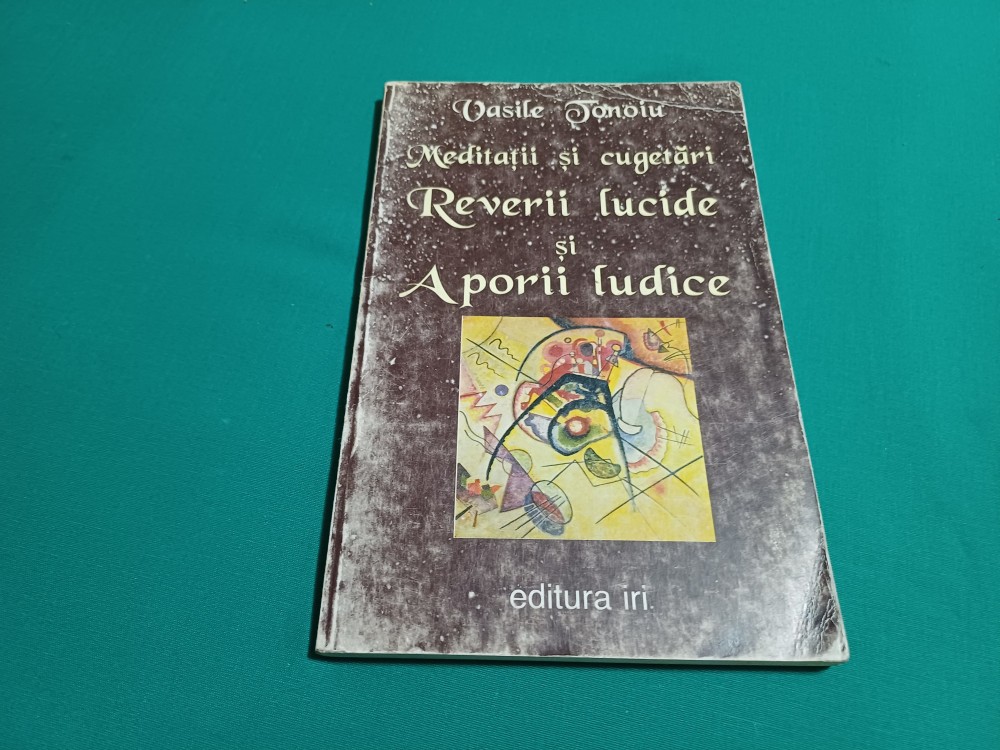 Vasile Tonoiu
Meditații și cugetări
Reverii lucide
și
Aporii ludice
editura iri